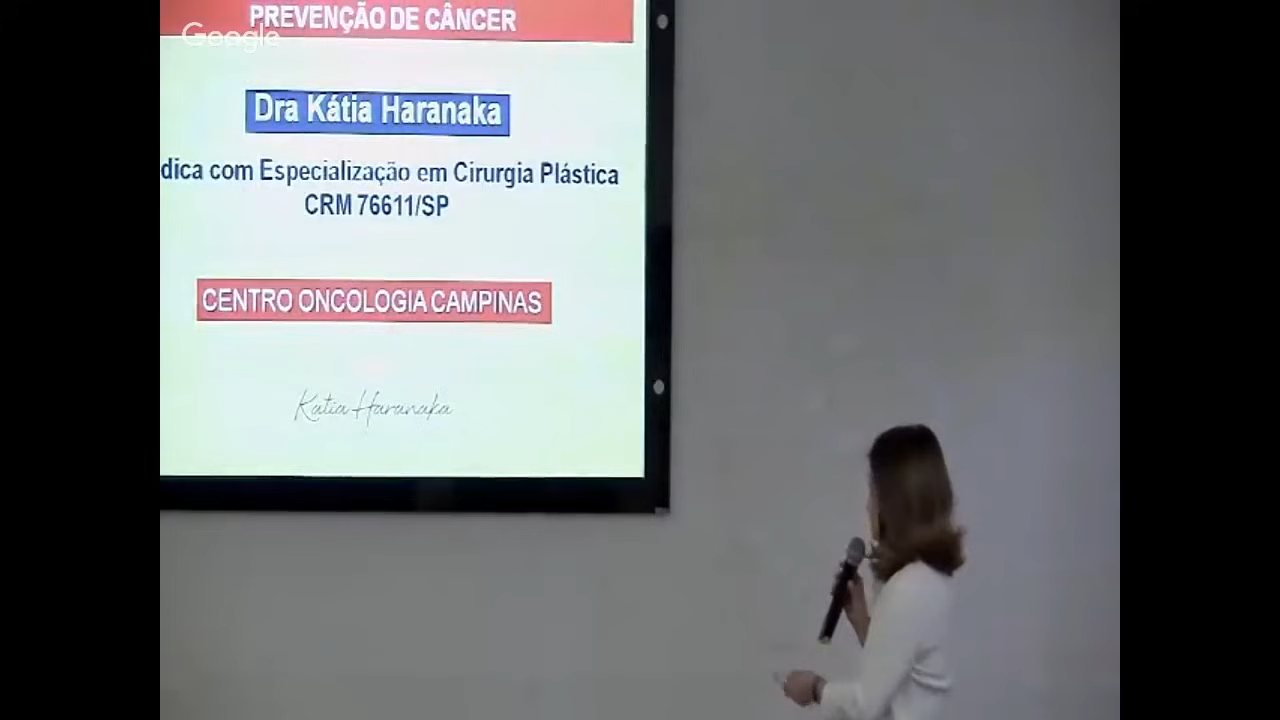 PREVENÇÃO DE CÂNCER
Google
Dra Kátia Haranaka
dica com Especialização em Cirurgia Plástica
CRM 76611/SP
CENTRO ONCOLOGIA CAMPINAS
Katia Haranaka